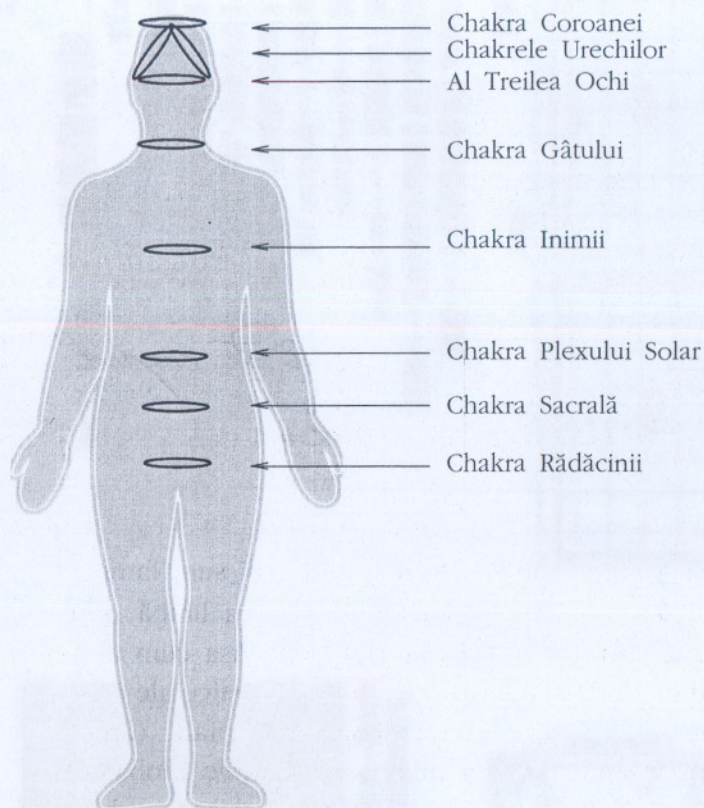 Chakra Coroanei
Chakrele Urechilor
Al Treilea Ochi
Chakra Gâtului
Chakra Inimii
Chakra Plexului Solar
Chakra Sacrală
Chakra Rădăcinii